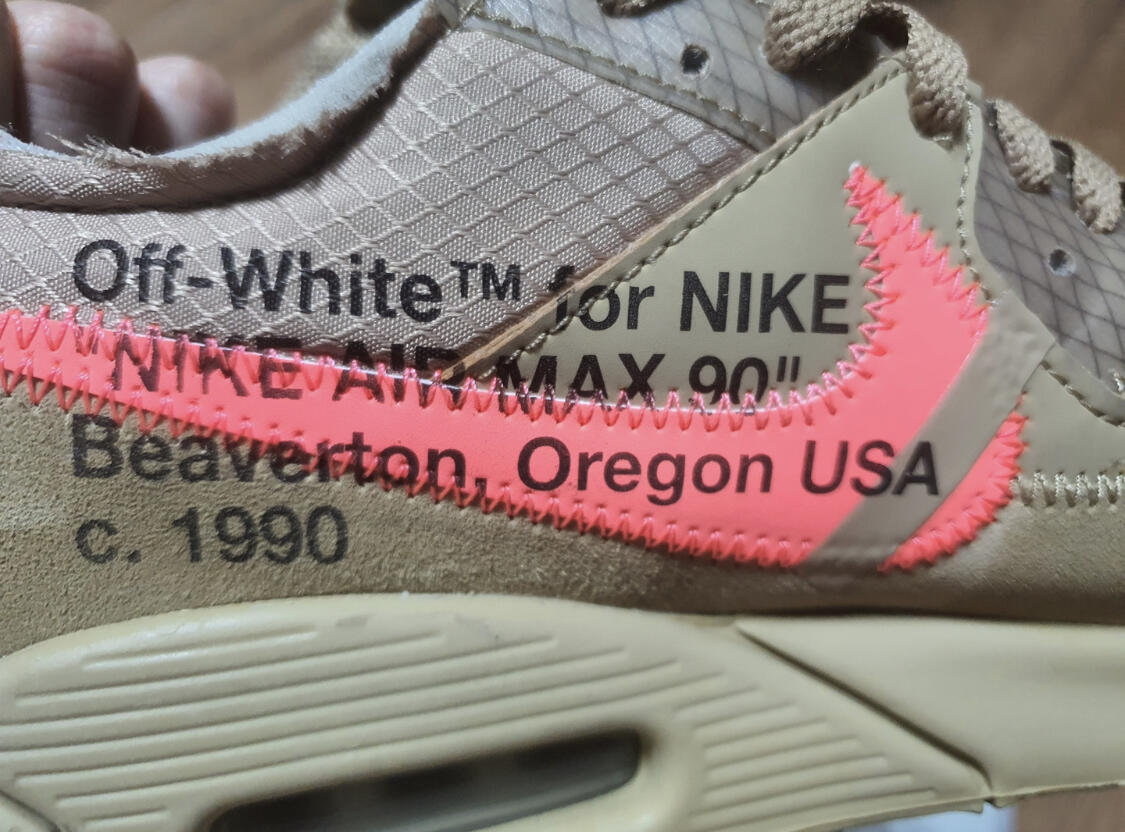 Off-White™ for NIKE
"NIKE AIR MAX 90"
Beaverton, Oregon USA
c. 1990